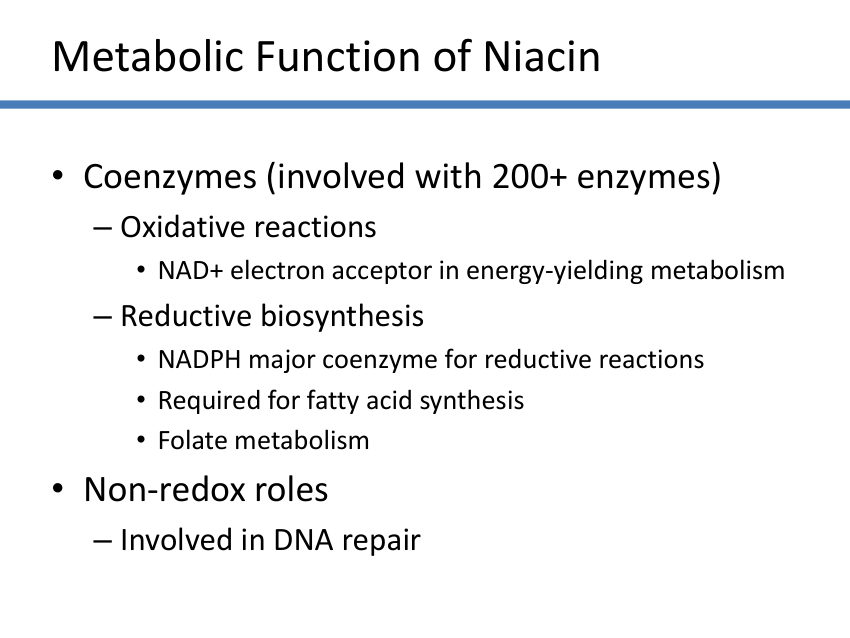 Metabolic Function of Niacin
• Coenzymes (involved with 200+ enzymes)
– Oxidative reactions
• NAD+ electron acceptor in energy-yielding metabolism
– Reductive biosynthesis
• NADPH major coenzyme for reductive reactions
• Required for fatty acid synthesis
• Folate metabolism
• Non-redox roles
– Involved in DNA repair